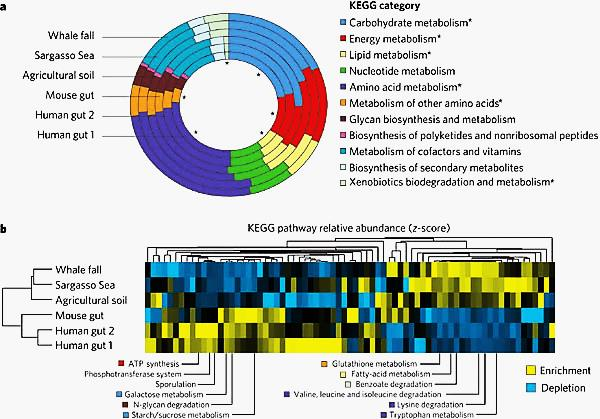 a
KEGG category
Whale fall
Sargasso Sea
Agricultural soil
Mouse gut
Human gut 2
Human gut 1
Carbohydrate metabolism*
Energy metabolism*
Lipid metabolism*
Nucleotide metabolism
Amino acid metabolism*
Metabolism of other amino acids*
Glycan biosynthesis and metabolism
Biosynthesis of polyketides and nonribosomal peptides
Metabolism of cofactors and vitamins
Biosynthesis of secondary metabolites
Xenobiotics biodegradation and metabolism*
b
KEGG pathway relative abundance (z-score)
Whale fall
Sargasso Sea
Agricultural soil
Mouse gut
Human gut 2
Human gut 1
ATP synthesis
Phosphotransferase system
Sporulation
Galactose metabolism
N-glycan degradation
Starch/sucrose metabolism
Glutathione metabolism
Fatty-acid metabolism
Benzoate degradation
Valine, leucine and isoleucine degradation
Lysine degradation
Tryptophan metabolism
Enrichment
Depletion